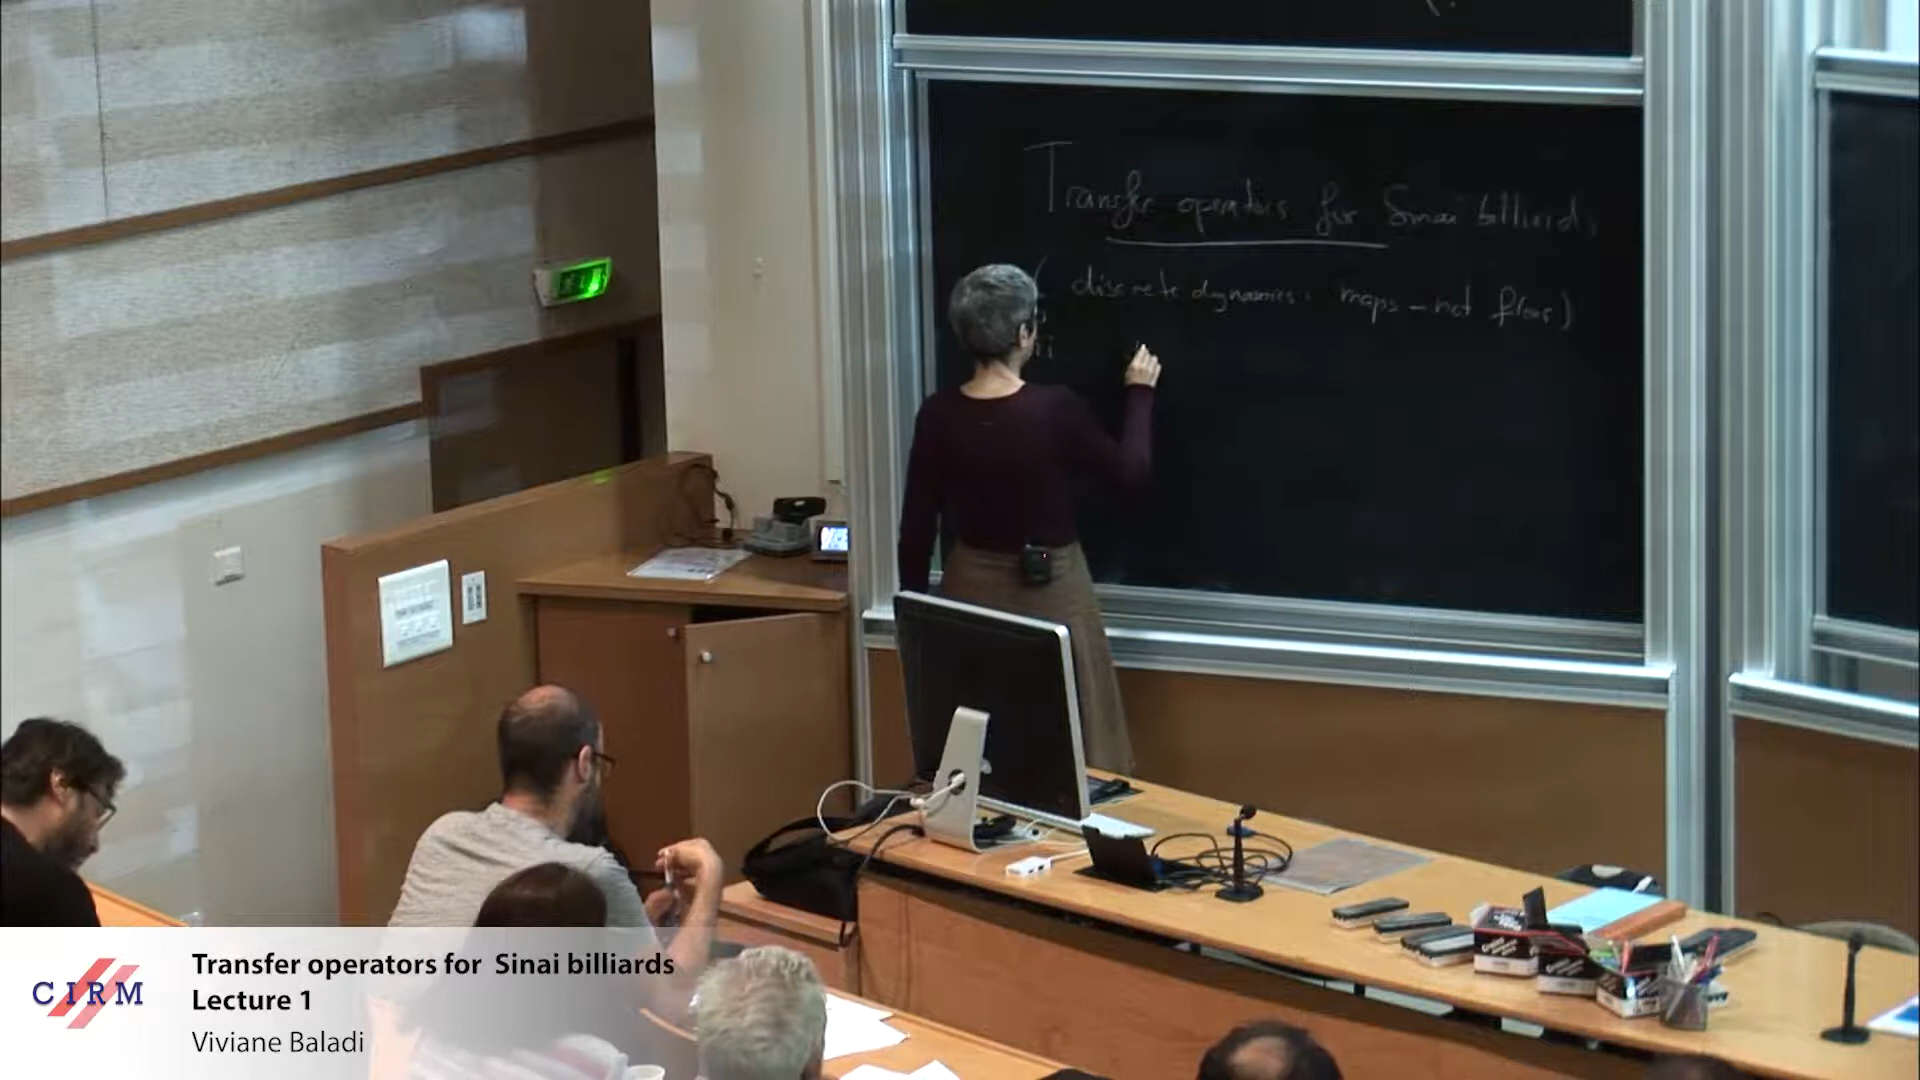 Transfer operators for Sinai billiards
( discrete dynamics: maps - not flows)
CIRM
Transfer operators for Sinai billiards
Lecture 1
Viviane Baladi